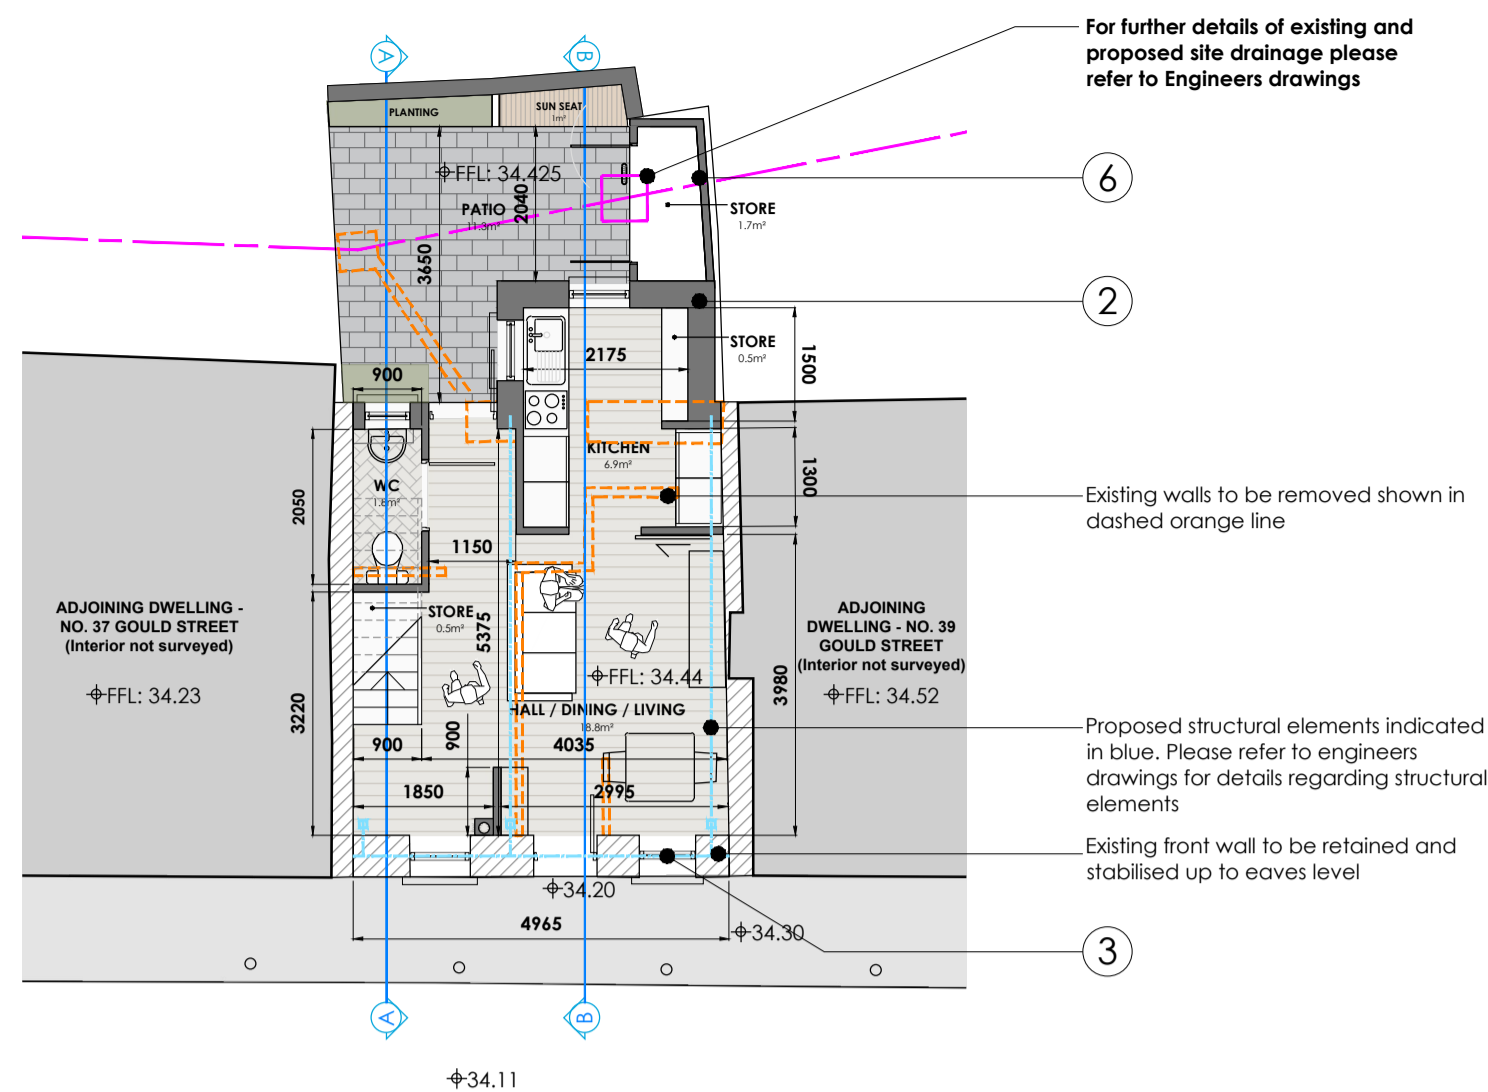 For further details of existing and
proposed site drainage please
refer to Engineers drawings
A
B
PLANTING
SUN SEAT
1m²
FFL: 34.425
2040
PATIO
11.3m²
3650
STORE
1.7m²
6
2
STORE
0.5m²
2175
1500
900
KITCHEN
6.9m²
1300
WC
1.8m²
2050
Existing walls to be removed shown in
dashed orange line
1150
ADJOINING DWELLING -
NO. 37 GOULD STREET
(Interior not surveyed)
FFL: 34.23
STORE
0.5m²
5375
ADJOINING
DWELLING - NO. 39
GOULD STREET
(Interior not surveyed)
FFL: 34.52
FFL: 34.44
3220
3980
HALL / DINING / LIVING
18.8m²
900
900
4035
1850
2995
Proposed structural elements indicated
in blue. Please refer to engineers
drawings for details regarding structural
elements
Existing front wall to be retained and
stabilised up to eaves level
34.20
4965
34.30
3
A
B
34.11